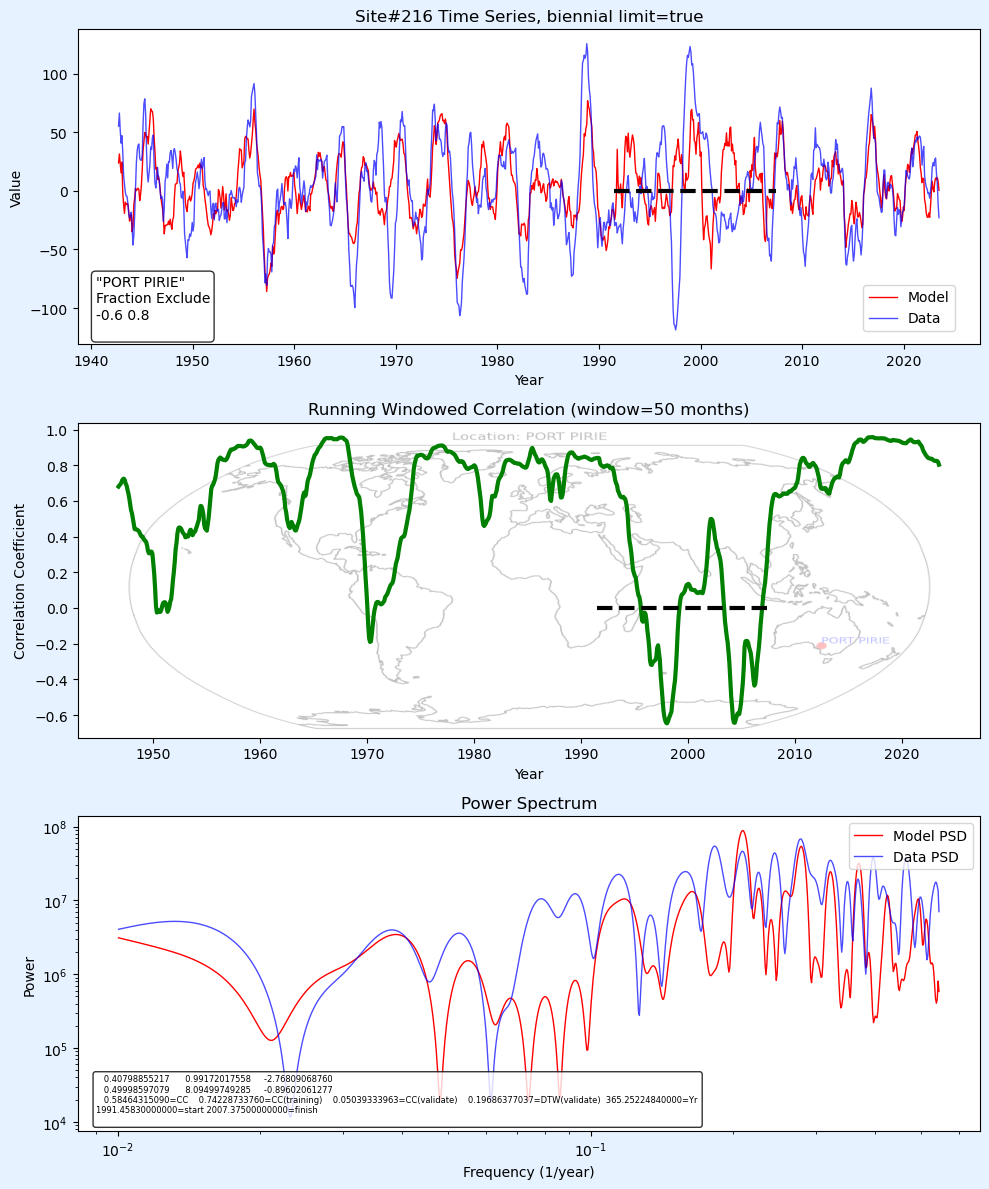 Site#216 Time Series, biennial limit=true
Value
100
50
0
−50
−100
"PORT PIRIE"
Fraction Exclude
-0.6 0.8
Model
Data
1940 1950 1960 1970 1980 1990 2000 2010 2020
Year
Running Windowed Correlation (window=50 months)
Location: PORT PIRIE
Correlation Coefficient
1.0
0.8
0.6
0.4
0.2
0.0
−0.2
−0.4
−0.6
PORT PIRIE
1950 1960 1970 1980 1990 2000 2010 2020
Year
Power Spectrum
Power
10^8
10^7
10^6
10^5
10^4
Model PSD
Data PSD
0.40798855217 0.99172017558 -2.76809068760
0.49998597079 8.09499749285 -0.89602061277
0.58464315090=CC 0.74228733760=CC(training) 0.05039333963=CC(validate) 0.19686377037=DTW(validate) 365.25224840000=Yr
1991.45830000000=start 2007.37500000000=finish
10^−2 10^−1
Frequency (1/year)